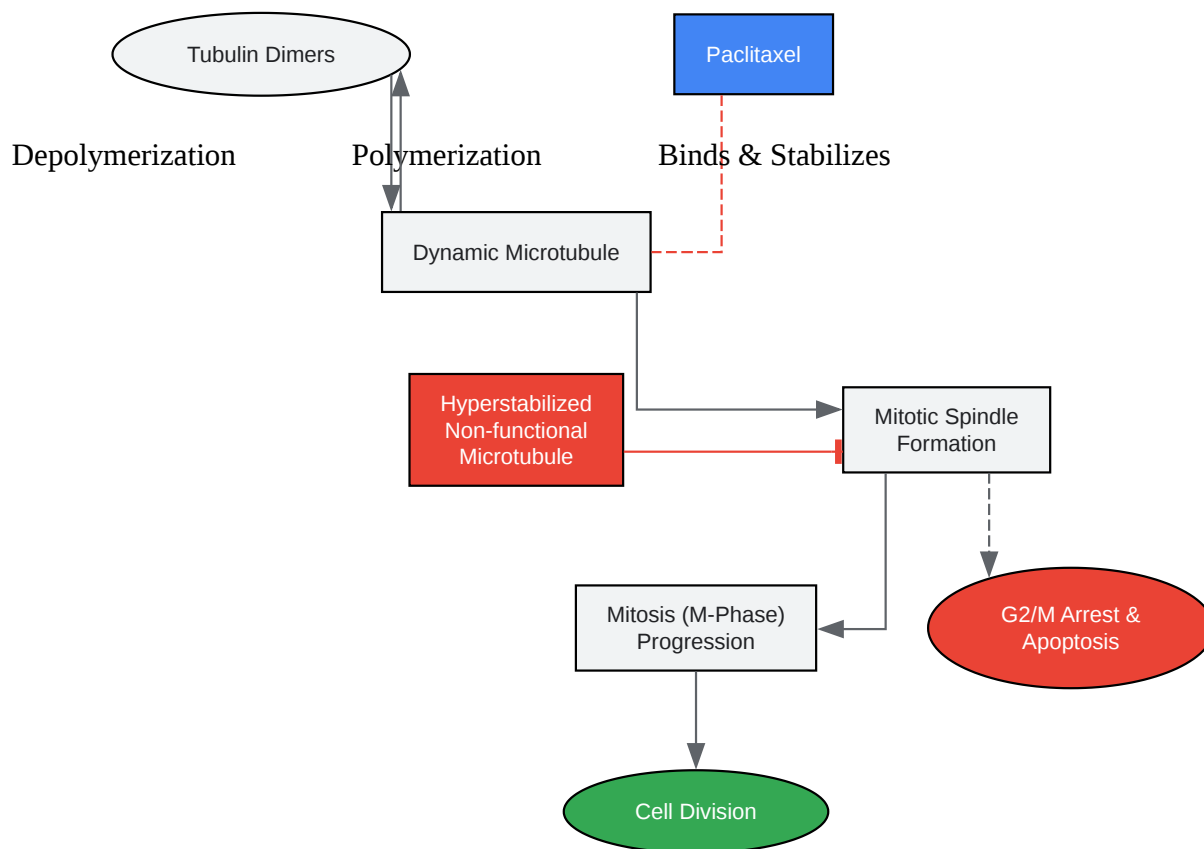 Tubulin Dimers
Paclitaxel
Depolymerization
Polymerization
Binds & Stabilizes
Dynamic Microtubule
Hyperstabilized
Non-functional
Microtubule
Mitotic Spindle
Formation
Mitosis (M-Phase)
Progression
G2/M Arrest &
Apoptosis
Cell Division